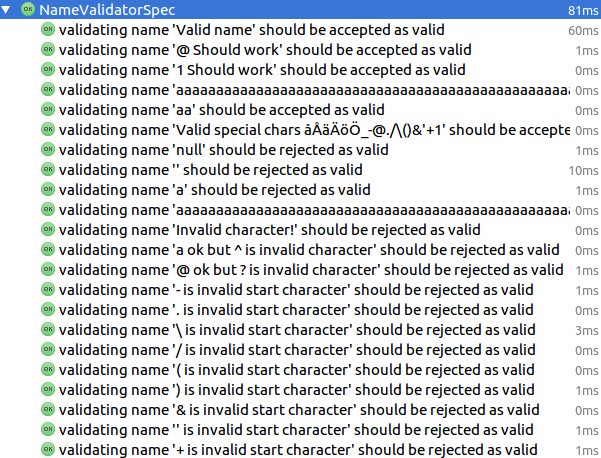 NameValidatorSpec 81ms
OK validating name 'Valid name' should be accepted as valid 60ms
OK validating name '@ Should work' should be accepted as valid 1ms
OK validating name '1 Should work' should be accepted as valid 0ms
OK validating name 'aaaaaaaaaaaaaaaaaaaaaaaaaaaaaaaaaaaaaaaaaaaaaaaaa 0ms
OK validating name 'aa' should be accepted as valid 0ms
OK validating name 'Valid special chars åÅäÄöÖ_-@./\()&'+1' should be accepte 0ms
OK validating name 'null' should be rejected as valid 1ms
OK validating name '' should be rejected as valid 10ms
OK validating name 'a' should be rejected as valid 1ms
OK validating name 'aaaaaaaaaaaaaaaaaaaaaaaaaaaaaaaaaaaaaaaaaaaaaaaaa 0ms
OK validating name 'Invalid character!' should be rejected as valid 0ms
OK validating name 'a ok but ^ is invalid character' should be rejected as valid 0ms
OK validating name '@ ok but ? is invalid character' should be rejected as valid 1ms
OK validating name '- is invalid start character' should be rejected as valid 1ms
OK validating name '. is invalid start character' should be rejected as valid 0ms
OK validating name '\ is invalid start character' should be rejected as valid 3ms
OK validating name '/ is invalid start character' should be rejected as valid 0ms
OK validating name '( is invalid start character' should be rejected as valid 0ms
OK validating name ') is invalid start character' should be rejected as valid 1ms
OK validating name '& is invalid start character' should be rejected as valid 0ms
OK validating name '' is invalid start character' should be rejected as valid 1ms
OK validating name '+ is invalid start character' should be rejected as valid 1ms